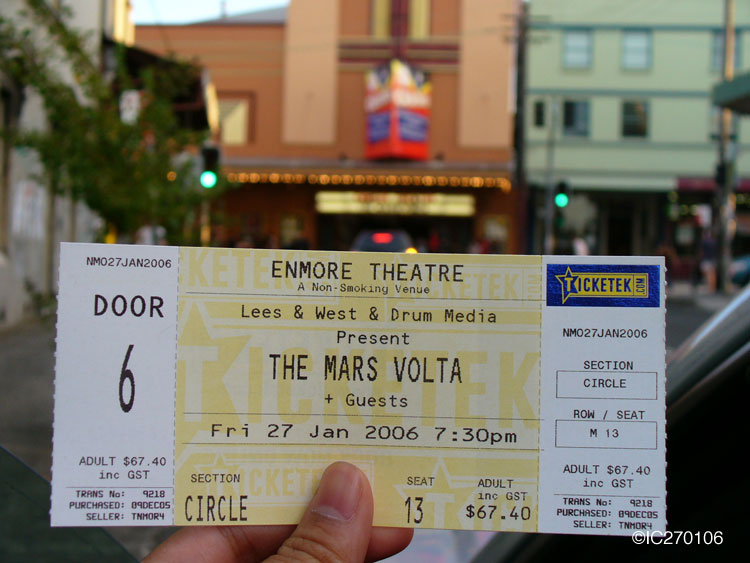 NMO27JAN2006
DOOR
6
ADULT $67.40
inc GST
TRANS No: 9218
PURCHASED: 09DEC05
SELLER: TNMOR4
ENMORE THEATRE
A Non-Smoking Venue
Lees & West & Drum Media
Present
THE MARS VOLTA
+ Guests
Fri 27 Jan 2006 7:30pm
SECTION
CIRCLE
SEAT
13
ADULT
inc GST
$67.40
TICKETEK.COM
NMO27JAN2006
SECTION
CIRCLE
ROW / SEAT
M 13
ADULT $67.40
inc GST
TRANS No: 9218
PURCHASED: 09DEC05
SELLER: TNMOR4
TICKETEK
©IC270106